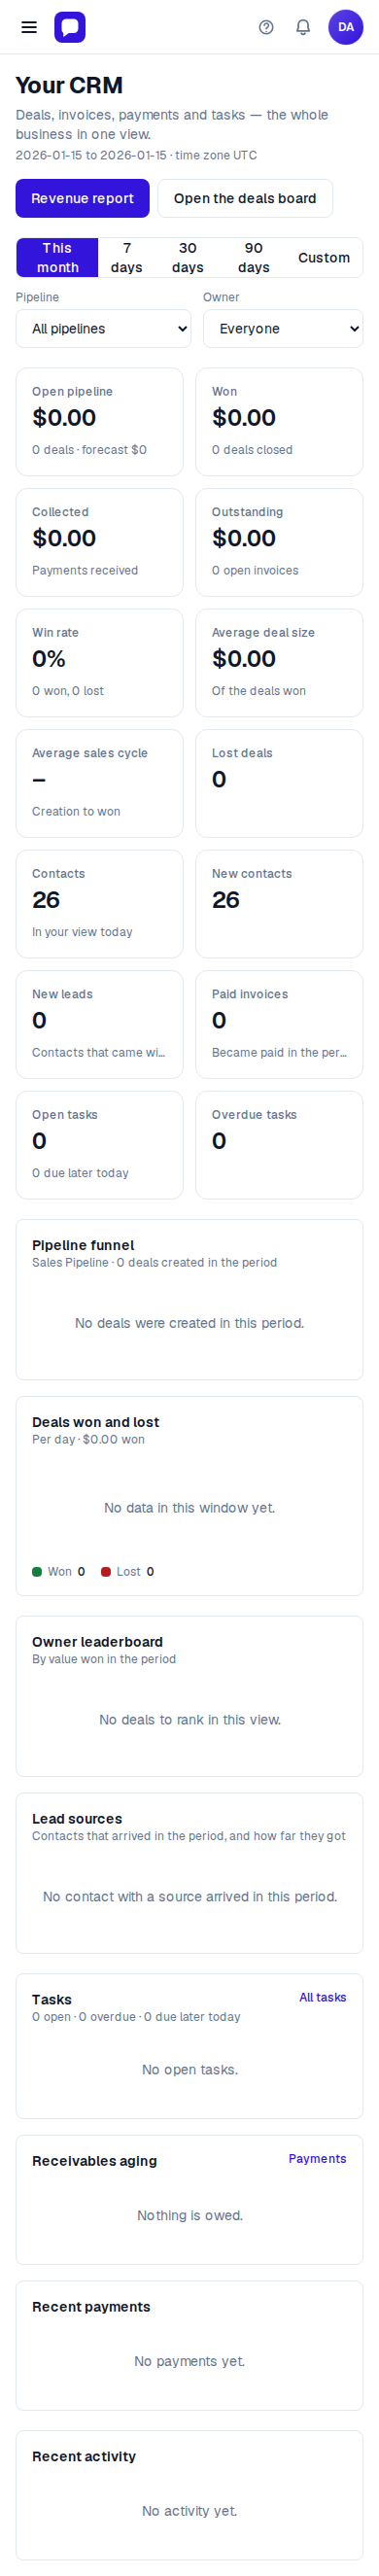 DA
Your CRM
Deals, invoices, payments and tasks — the whole
business in one view.
2026-01-15 to 2026-01-15 · time zone UTC
Revenue report
Open the deals board
This month
7 days
30 days
90 days
Custom
Pipeline
Owner
All pipelines
Everyone
Open pipeline
Won
$0.00
$0.00
0 deals · forecast $0
0 deals closed
Collected
Outstanding
$0.00
$0.00
Payments received
0 open invoices
Win rate
Average deal size
0%
$0.00
0 won, 0 lost
Of the deals won
Average sales cycle
Lost deals
–
0
Creation to won
Contacts
New contacts
26
26
In your view today
New leads
Paid invoices
0
0
Contacts that came wi...
Became paid in the per...
Open tasks
Overdue tasks
0
0
0 due later today
Pipeline funnel
Sales Pipeline · 0 deals created in the period
No deals were created in this period.
Deals won and lost
Per day · $0.00 won
No data in this window yet.
Won 0 Lost 0
Owner leaderboard
By value won in the period
No deals to rank in this view.
Lead sources
Contacts that arrived in the period, and how far they got
No contact with a source arrived in this period.
Tasks
All tasks
0 open · 0 overdue · 0 due later today
No open tasks.
Receivables aging
Payments
Nothing is owed.
Recent payments
No payments yet.
Recent activity
No activity yet.